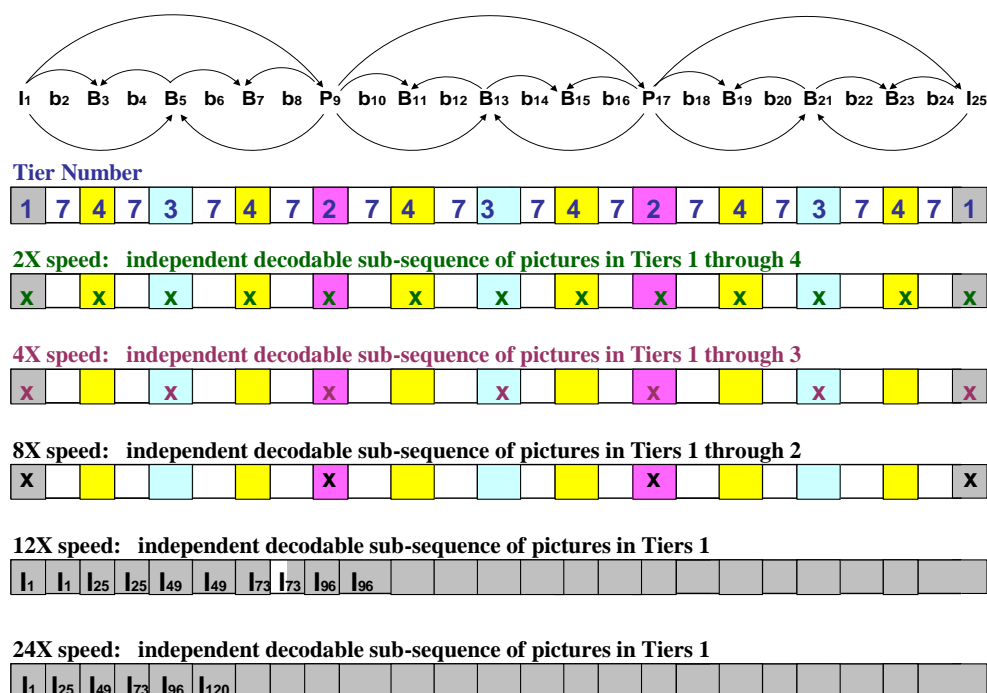 I1 b2 B3 b4 B5 b6 B7 b8 P9 b10 B11 b12 B13 b14 B15 b16 P17 b18 B19 b20 B21 b22 B23 b24 I25
Tier Number
1 7 4 7 3 7 4 7 2 7 4 7 3 7 4 7 2 7 4 7 3 7 4 7 1
2X speed: independent decodable sub-sequence of pictures in Tiers 1 through 4
x x x x x x x x x x x x x
4X speed: independent decodable sub-sequence of pictures in Tiers 1 through 3
x x x x x x x
8X speed: independent decodable sub-sequence of pictures in Tiers 1 through 2
x x x x
12X speed: independent decodable sub-sequence of pictures in Tiers 1
I1 I1 I25 I25 I49 I49 I73 I73 I96 I96
24X speed: independent decodable sub-sequence of pictures in Tiers 1
I1 I25 I49 I73 I96 I120